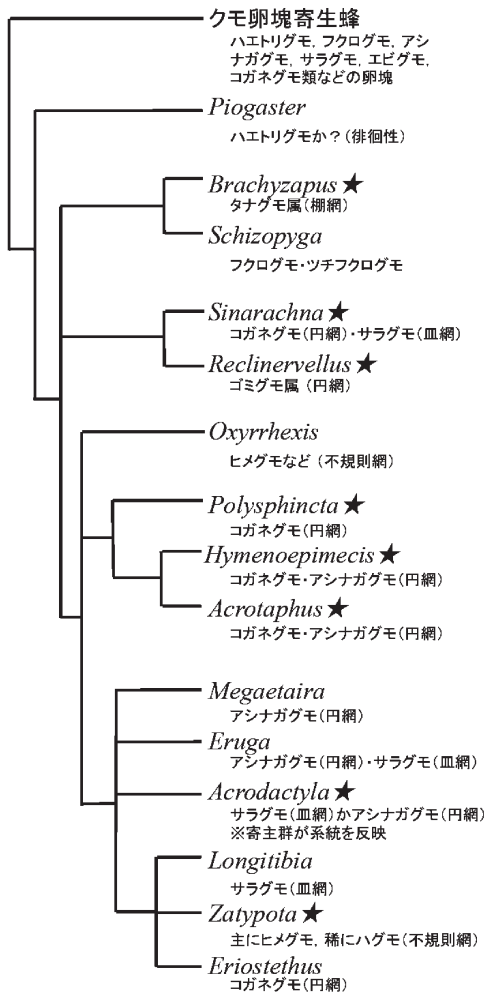 クモ卵塊寄生蜂
ハエトリグモ，フクログモ，アシ
ナガグモ，サラグモ，エビグモ，
コガネグモ類などの卵塊
Piogaster
ハエトリグモか？（徘徊性）
Brachyzapus ★
タナグモ属（棚網）
Schizopyga
フクログモ・ツチフクログモ
Sinarachna ★
コガネグモ（円網）・サラグモ（皿網）
Reclinervellus ★
ゴミグモ属（円網）
Oxyrrhexis
ヒメグモなど（不規則網）
Polysphincta ★
コガネグモ（円網）
Hymenoepimecis ★
コガネグモ・アシナガグモ（円網）
Acrotaphus ★
コガネグモ・アシナガグモ（円網）
Megaetaira
アシナガグモ（円網）
Eruga
アシナガグモ（円網）・サラグモ（皿網）
Acrodactyla ★
サラグモ（皿網）かアシナガグモ（円網）
※寄主群が系統を反映
Longitibia
サラグモ（皿網）
Zatypota ★
主にヒメグモ，稀にハグモ（不規則網）
Eriostethus
コガネグモ（円網）